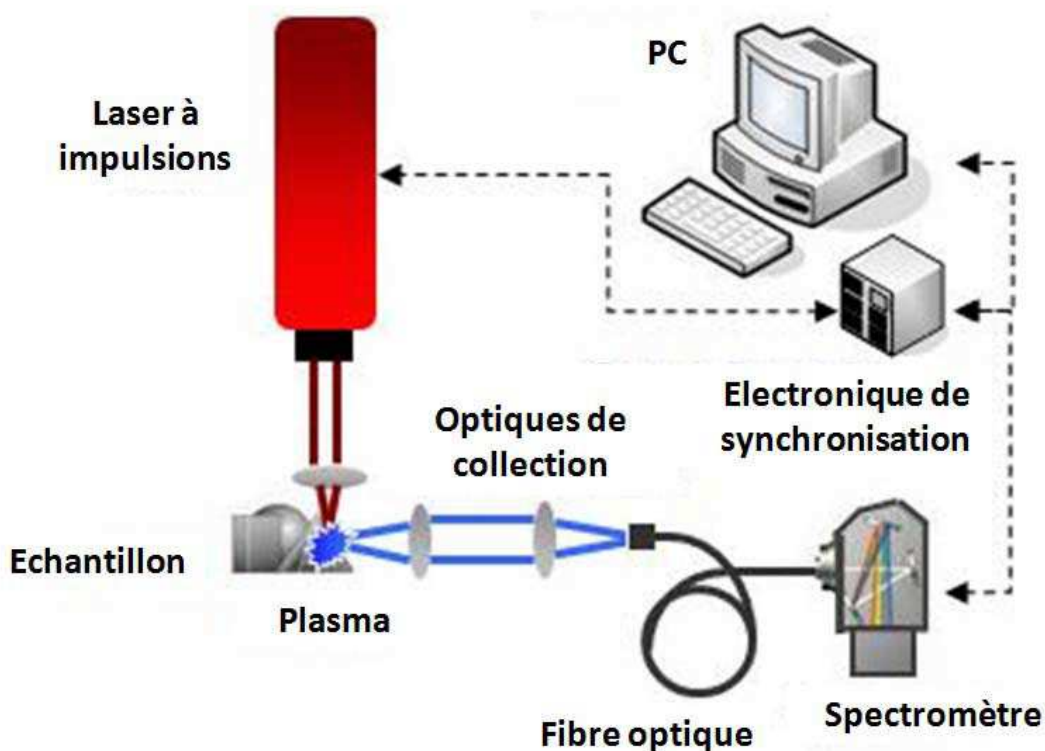 PC
Laser à
impulsions
Electronique de
synchronisation
Optiques de
collection
Echantillon
Plasma
Fibre optique
Spectromètre